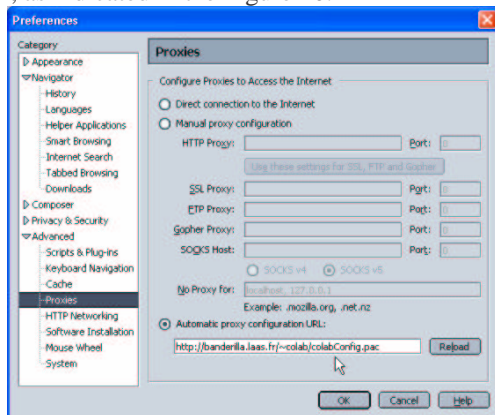 Preferences
Category
Appearance
Navigator
History
Languages
Helper Applications
Smart Browsing
Internet Search
Tabbed Browsing
Downloads
Composer
Privacy & Security
Advanced
Scripts & Plug-ins
Keyboard Navigation
Cache
Proxies
HTTP Networking
Software Installation
Mouse Wheel
System
Proxies
Configure Proxies to Access the Internet
Direct connection to the Internet
Manual proxy configuration
HTTP Proxy: Port: 0
Use these settings for SSL, FTP and Gopher
SSL Proxy: Port: 0
FTP Proxy: Port: 0
Gopher Proxy: Port: 0
SOCKS Host: Port: 0
SOCKS v4 SOCKS v5
No Proxy for: localhost, 127.0.0.1
Example: .mozilla.org, .net.nz
Automatic proxy configuration URL:
http://banderilla.laas.fr/~colab/colabConfig.pac Reload
OK Cancel Help